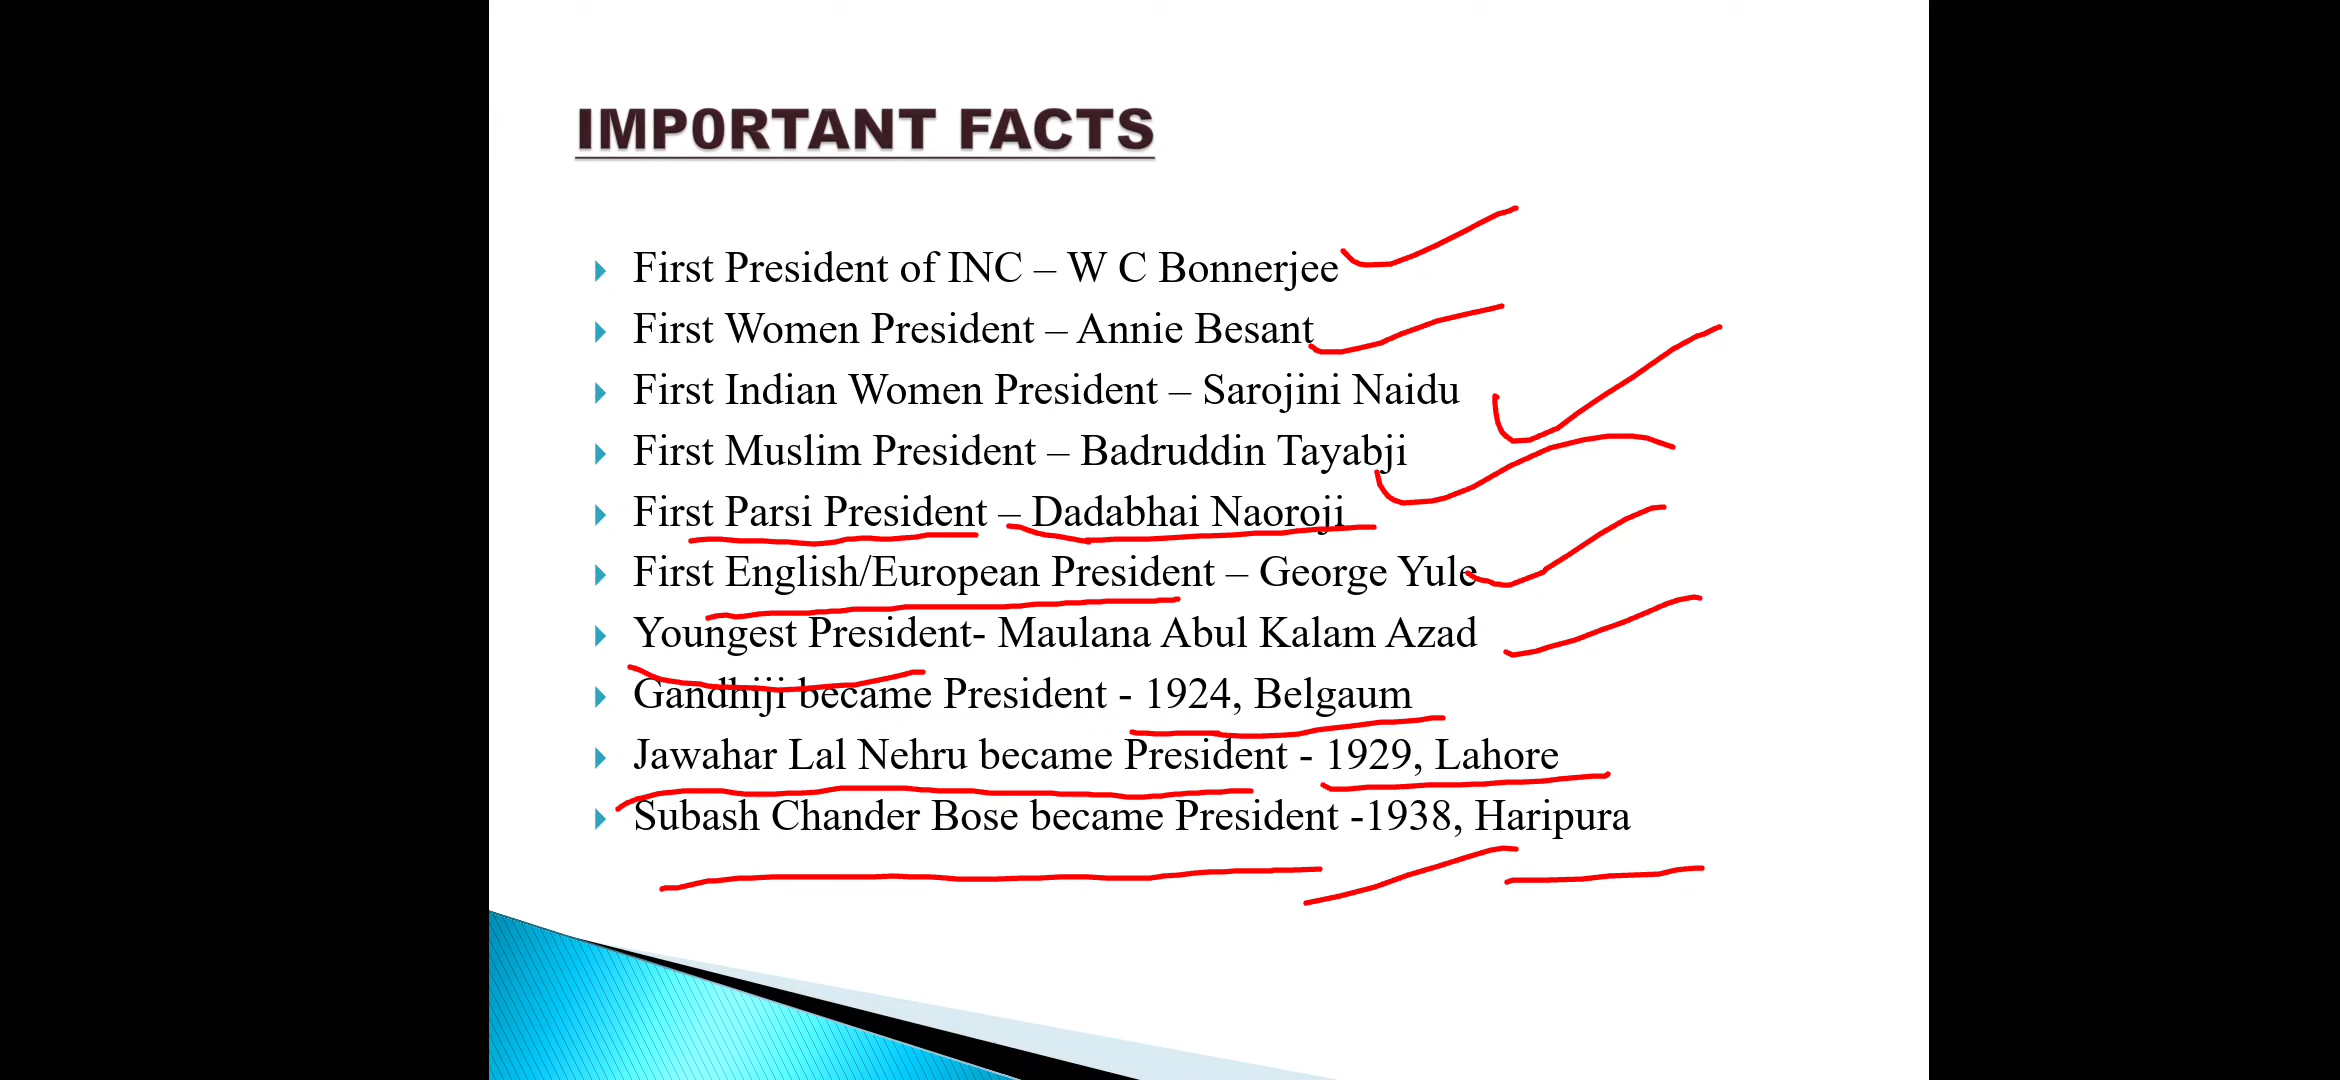 IMP0RTANT FACTS
First President of INC – W C Bonnerjee
First Women President – Annie Besant
First Indian Women President – Sarojini Naidu
First Muslim President – Badruddin Tayabji
First Parsi President – Dadabhai Naoroji
First English/European President – George Yule
Youngest President- Maulana Abul Kalam Azad
Gandhiji became President - 1924, Belgaum
Jawahar Lal Nehru became President - 1929, Lahore
Subash Chander Bose became President -1938, Haripura